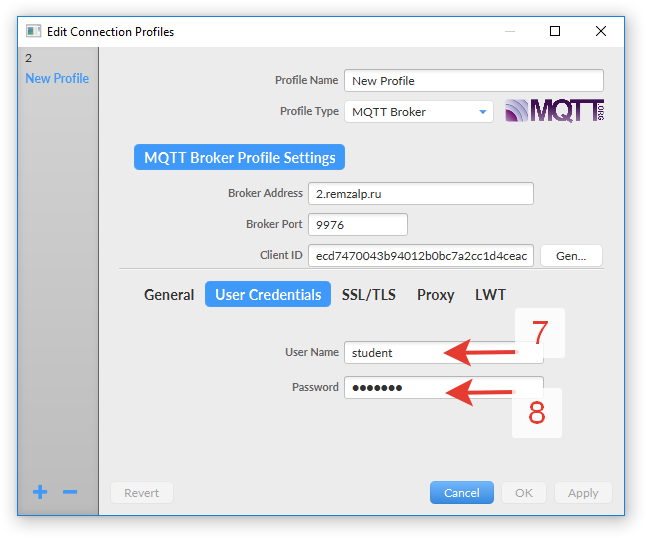 Edit Connection Profiles
2
New Profile
Profile Name New Profile
Profile Type MQTT Broker
MQTT.ORG
MQTT Broker Profile Settings
Broker Address 2.remzalp.ru
Broker Port 9976
Client ID ecd7470043b94012b0bc7a2cc1d4ceac Gen...
General User Credentials SSL/TLS Proxy LWT
7
User Name student
Password •••••••
8
Revert Cancel OK Apply